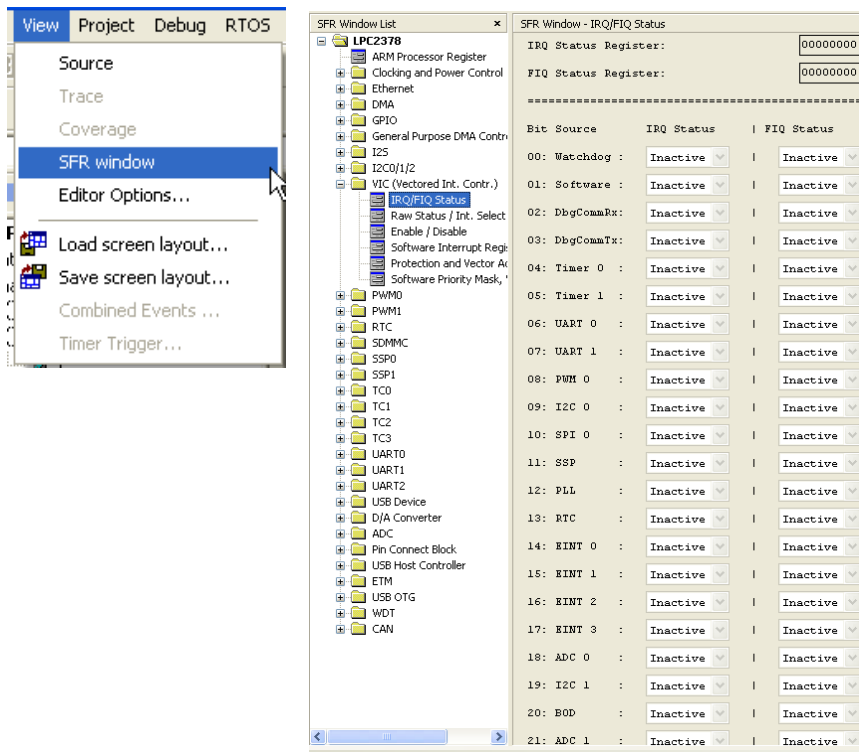 View Project Debug RTOS
Source
Trace
Coverage
SFR window
Editor Options...
Load screen layout...
Save screen layout...
Combined Events ...
Timer Trigger...
SFR Window List
LPC2378
ARM Processor Register
Clocking and Power Control
Ethernet
DMA
GPIO
General Purpose DMA Contr
I2S
I2C0/1/2
VIC (Vectored Int. Contr.)
IRQ/FIQ Status
Raw Status / Int. Select
Enable / Disable
Software Interrupt Regi
Protection and Vector A
Software Priority Mask,
PWM0
PWM1
RTC
SDMMC
SSP0
SSP1
TC0
TC1
TC2
TC3
UART0
UART1
UART2
USB Device
D/A Converter
ADC
Pin Connect Block
USB Host Controller
ETM
USB OTG
WDT
CAN
SFR Window - IRQ/FIQ Status
IRQ Status Register: 00000000
FIQ Status Register: 00000000
Bit Source IRQ Status | FIQ Status
00: Watchdog : Inactive | Inactive
01: Software : Inactive | Inactive
02: DbgCommRx: Inactive | Inactive
03: DbgCommTx: Inactive | Inactive
04: Timer 0 : Inactive | Inactive
05: Timer 1 : Inactive | Inactive
06: UART 0 : Inactive | Inactive
07: UART 1 : Inactive | Inactive
08: PWM 0 : Inactive | Inactive
09: I2C 0 : Inactive | Inactive
10: SPI 0 : Inactive | Inactive
11: SSP : Inactive | Inactive
12: PLL : Inactive | Inactive
13: RTC : Inactive | Inactive
14: EINT 0 : Inactive | Inactive
15: EINT 1 : Inactive | Inactive
16: EINT 2 : Inactive | Inactive
17: EINT 3 : Inactive | Inactive
18: ADC 0 : Inactive | Inactive
19: I2C 1 : Inactive | Inactive
20: BOD : Inactive | Inactive
21: ADC 1 : Inactive | Inactive